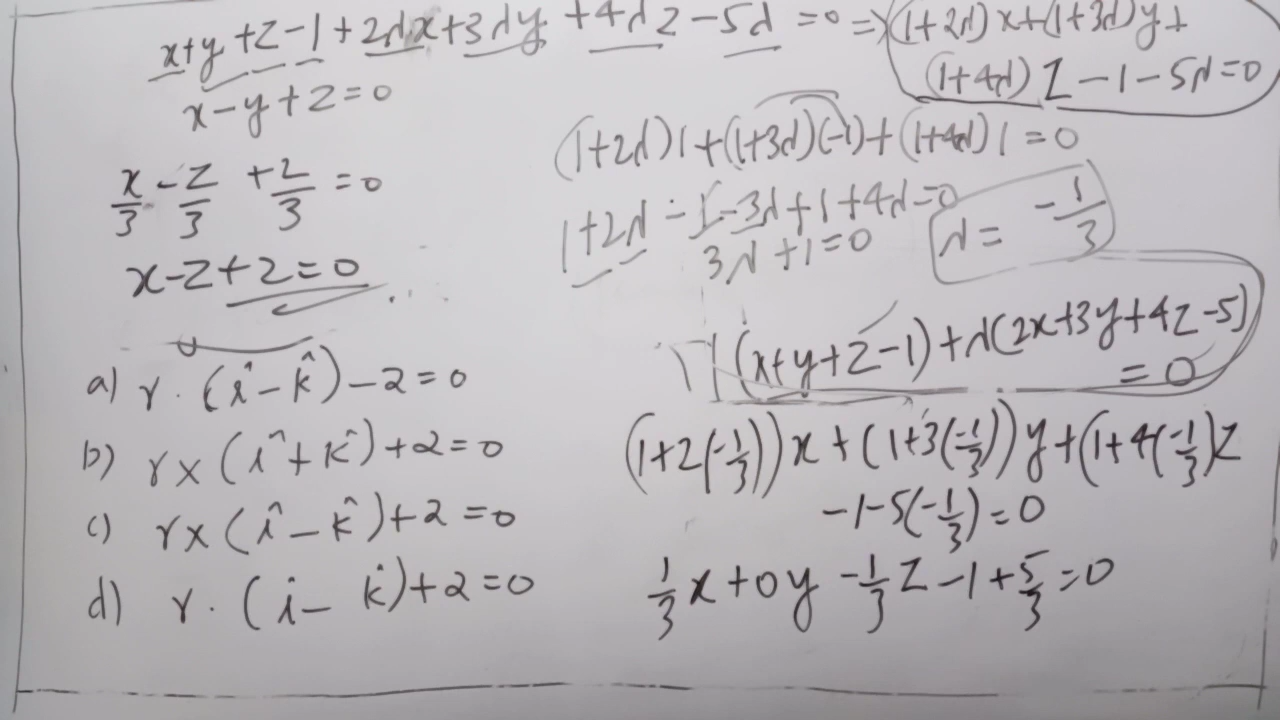 x+y+z-1+2λx+3λy+4λz-5λ=0 ⇒ (1+2λ)x+(1+3λ)y+
(1+4λ)z-1-5λ=0
x-y+z=0
(1+2λ)1+(1+3λ)(-1)+(1+4λ)1=0
x/3-z/3+2/3=0
1+2λ-1-3λ+1+4λ=0
3λ+1=0
λ=-1/3
x-z+2=0
π|(x+y+z-1)+λ(2x+3y+4z-5)
=0
a) r.(î-k̂)-2=0
b) r×(î+k̂)+2=0
c) r×(î-k̂)+2=0
d) r.(i-k̂)+2=0
(1+2(-1/3))x+(1+3(-1/3))y+(1+4(-1/3)z
-1-5(-1/3)=0
1/3x+0y-1/3z-1+5/3=0